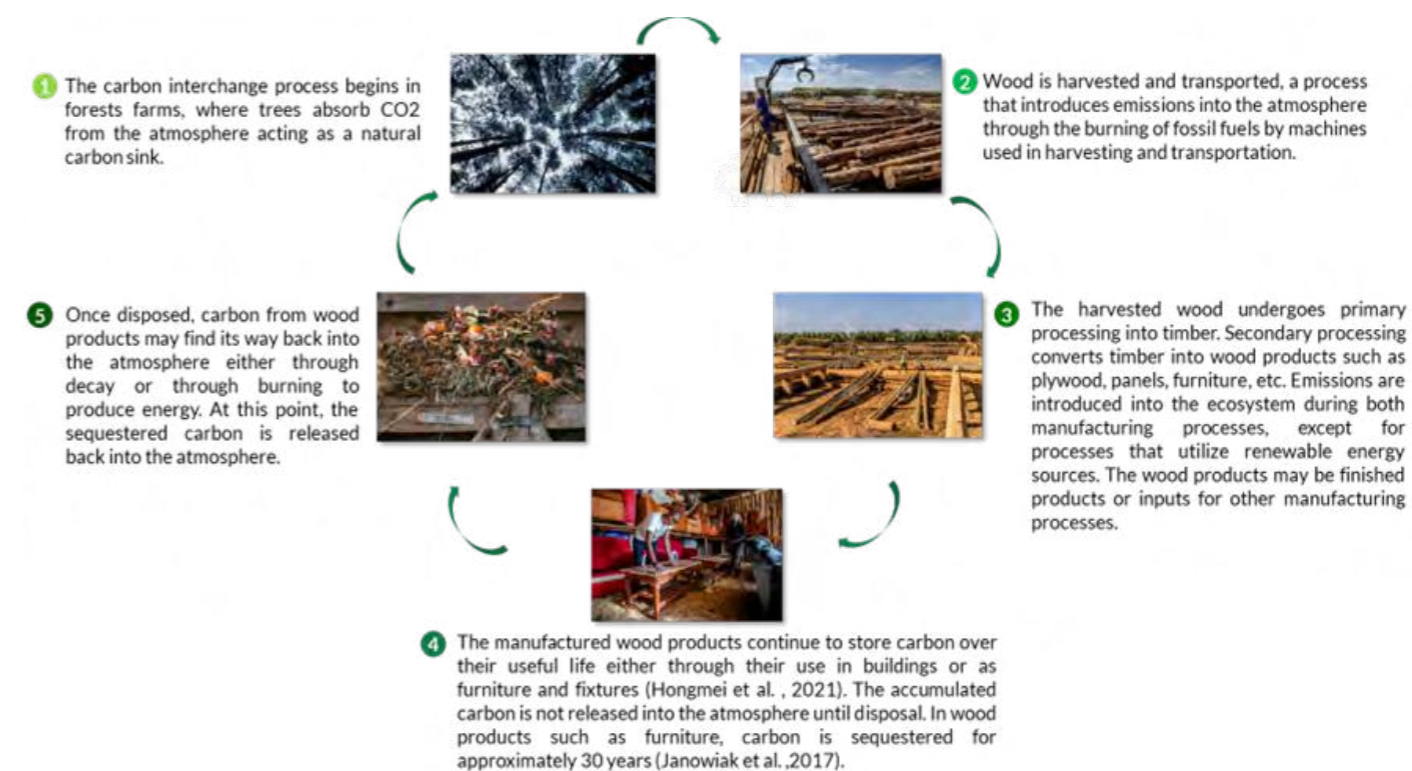 1 The carbon interchange process begins in
forests farms, where trees absorb CO2
from the atmosphere acting as a natural
carbon sink.
2 Wood is harvested and transported, a process
that introduces emissions into the atmosphere
through the burning of fossil fuels by machines
used in harvesting and transportation.
3 The harvested wood undergoes primary
processing into timber. Secondary processing
converts timber into wood products such as
plywood, panels, furniture, etc. Emissions are
introduced into the ecosystem during both
manufacturing processes, except for
processes that utilize renewable energy
sources. The wood products may be finished
products or inputs for other manufacturing
processes.
4 The manufactured wood products continue to store carbon over
their useful life either through their use in buildings or as
furniture and fixtures (Hongmei et al. , 2021). The accumulated
carbon is not released into the atmosphere until disposal. In wood
products such as furniture, carbon is sequestered for
approximately 30 years (Janowiak et al. ,2017).
5 Once disposed, carbon from wood
products may find its way back into
the atmosphere either through
decay or through burning to
produce energy. At this point, the
sequestered carbon is released
back into the atmosphere.